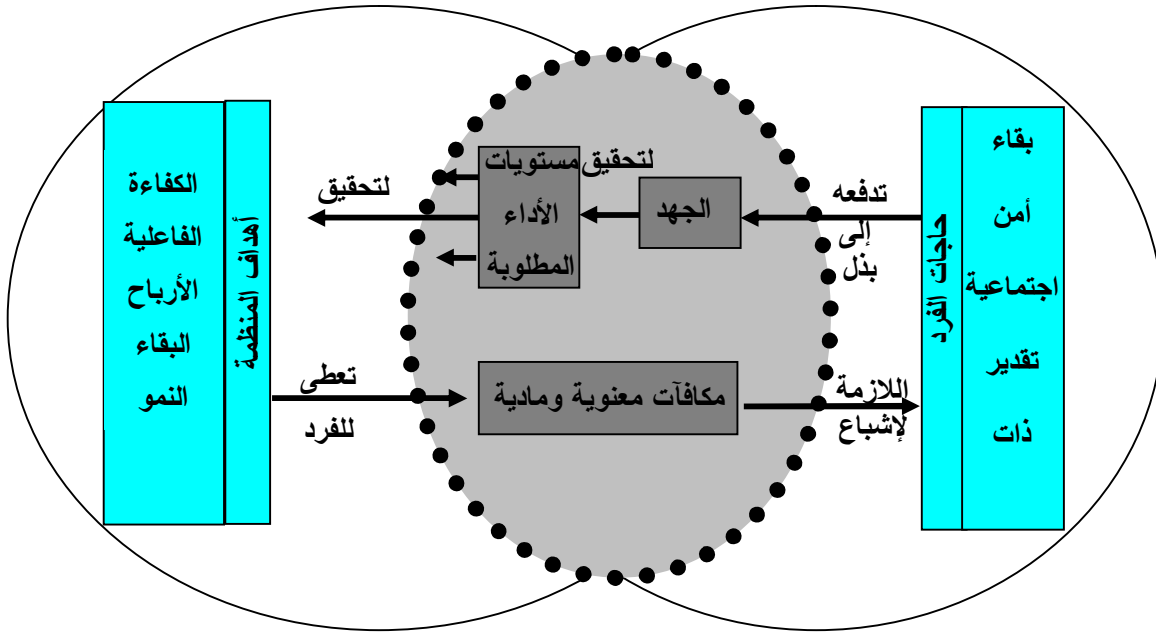 بقاء
أمن
اجتماعية
تقدير
ذات
حاجات الفرد
تدفعه
إلى
بذل
الجهد
لتحقيق مستويات
الأداء
المطلوبة
لتحقيق
أهداف المنظمة
الكفاءة
الفاعلية
الأرباح
البقاء
النمو
تعطى
للفرد
مكافآت معنوية ومادية
اللازمة
لإشباع